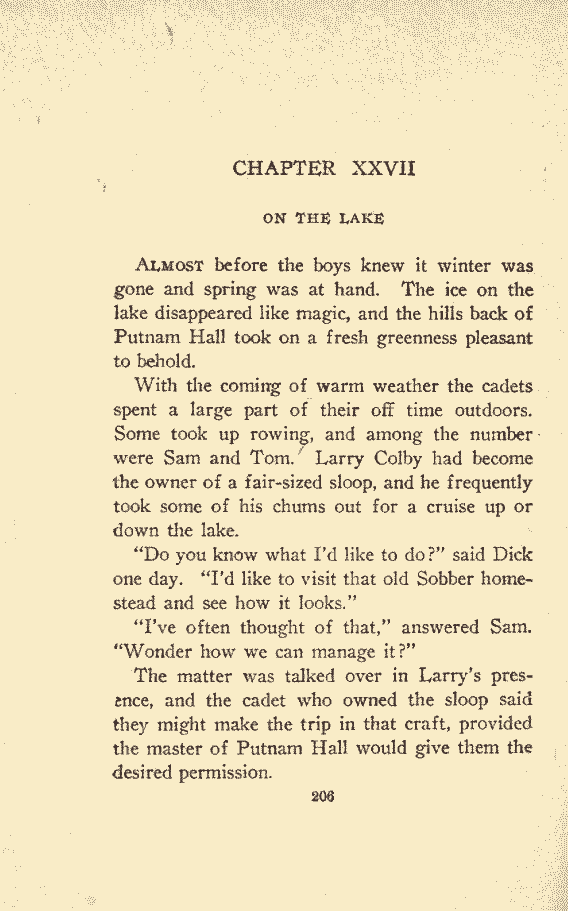 CHAPTER XXVII
ON THE LAKE
ALMOST before the boys knew it winter was
gone and spring was at hand. The ice on the
lake disappeared like magic, and the hills back of
Putnam Hall took on a fresh greenness pleasant
to behold.
With the coming of warm weather the cadets
spent a large part of their off time outdoors.
Some took up rowing, and among the number
were Sam and Tom. Larry Colby had become
the owner of a fair-sized sloop, and he frequently
took some of his chums out for a cruise up or
down the lake.
"Do you know what I'd like to do?" said Dick
one day. "I'd like to visit that old Sobber home-
stead and see how it looks."
"I've often thought of that," answered Sam.
"Wonder how we can manage it?"
The matter was talked over in Larry's pres-
ence, and the cadet who owned the sloop said
they might make the trip in that craft, provided
the master of Putnam Hall would give them the
desired permission.
206